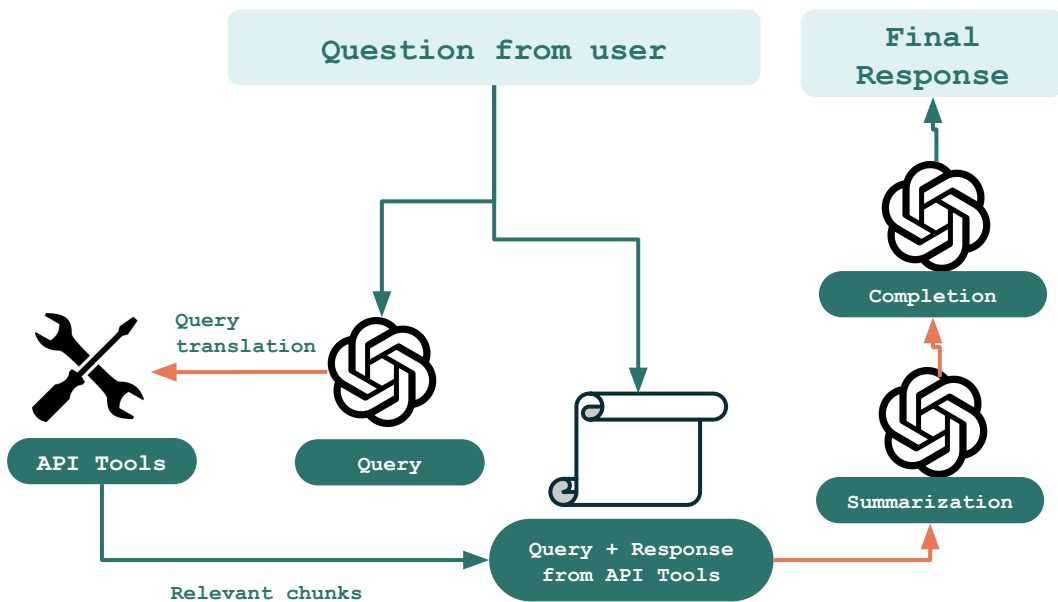 Question from user
Final
Response
Completion
Query
translation
API Tools
Query
Summarization
Query + Response
from API Tools
Relevant chunks